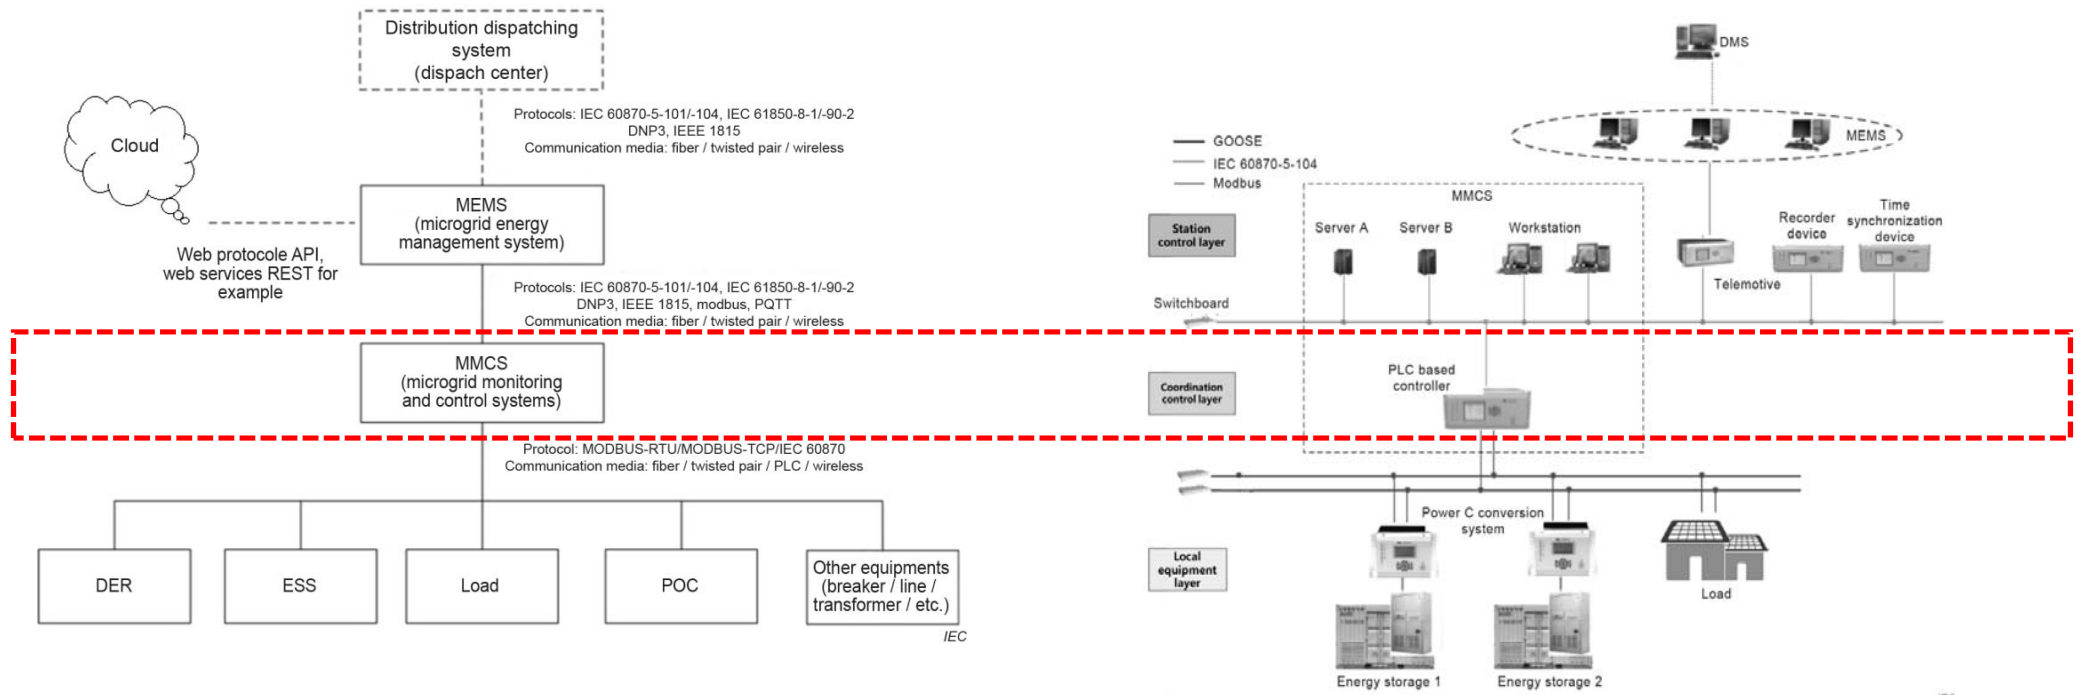 Distribution dispatching
system
(dispach center)
Protocols: IEC 60870-5-101/-104, IEC 61850-8-1/-90-2
DNP3, IEEE 1815
Communication media: fiber / twisted pair / wireless
Cloud
MEMS
(microgrid energy
management system)
Web protocole API,
web services REST for
example
Protocols: IEC 60870-5-101/-104, IEC 61850-8-1/-90-2
DNP3, IEEE 1815, modbus, PQTT
Communication media: fiber / twisted pair / wireless
MMCS
(microgrid monitoring
and control systems)
Protocol: MODBUS-RTU/MODBUS-TCP/IEC 60870
Communication media: fiber / twisted pair / PLC / wireless
DER
ESS
Load
POC
Other equipments
(breaker / line /
transformer / etc.)
IEC
DMS
MEMS
GOOSE
IEC 60870-5-104
Modbus
MMCS
Station
control layer
Server A
Server B
Workstation
Telemotive
Recorder
device
Time
synchronization
device
Switchboard
Coordination
control layer
PLC based
controller
Power C conversion
system
Local
equipment
layer
Load
Energy storage 1
Energy storage 2